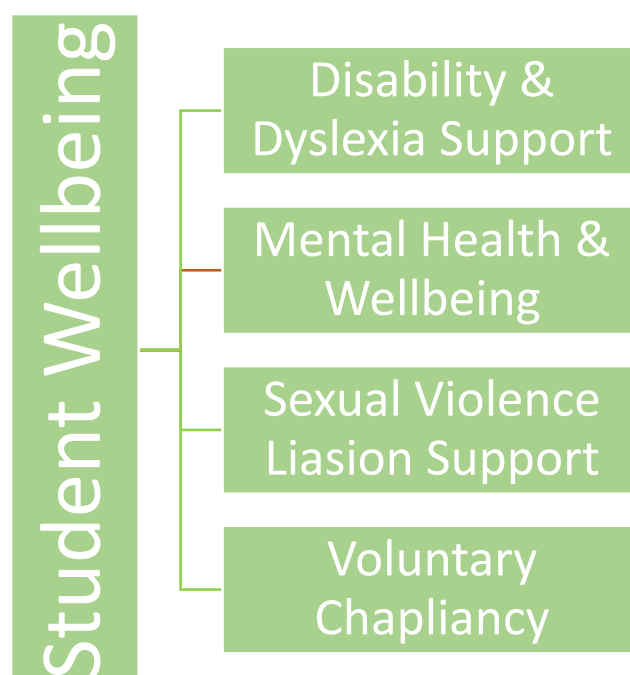 Student Wellbeing
Disability &
Dyslexia Support
Mental Health &
Wellbeing
Sexual Violence
Liasion Support
Voluntary
Chapliancy